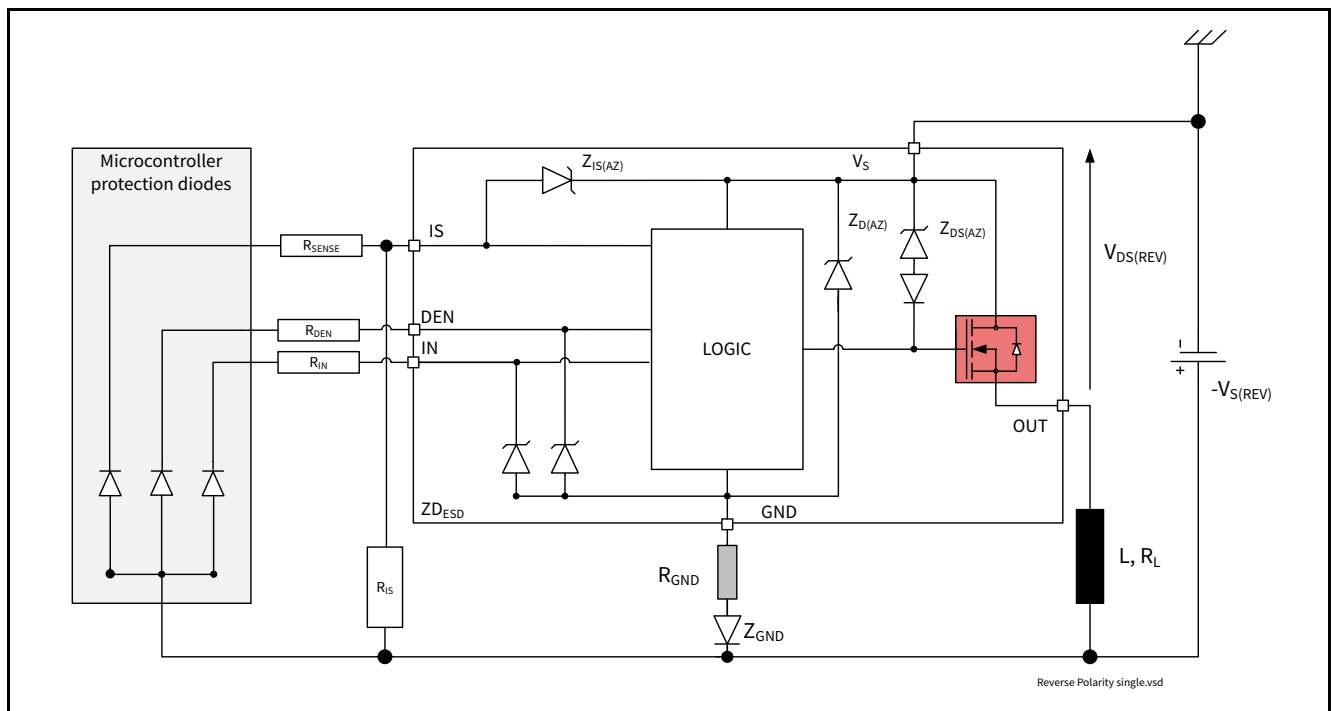 Microcontroller
protection diodes
Z_IS(AZ)
V_S
Z_D(AZ)
Z_DS(AZ)
IS
R_SENSE
V_DS(REV)
DEN
R_DEN
IN
R_IN
LOGIC
-
+
-V_S(REV)
OUT
ZD_ESD
GND
R_GND
L, R_L
R_IS
Z_GND
Reverse Polarity single.vsd